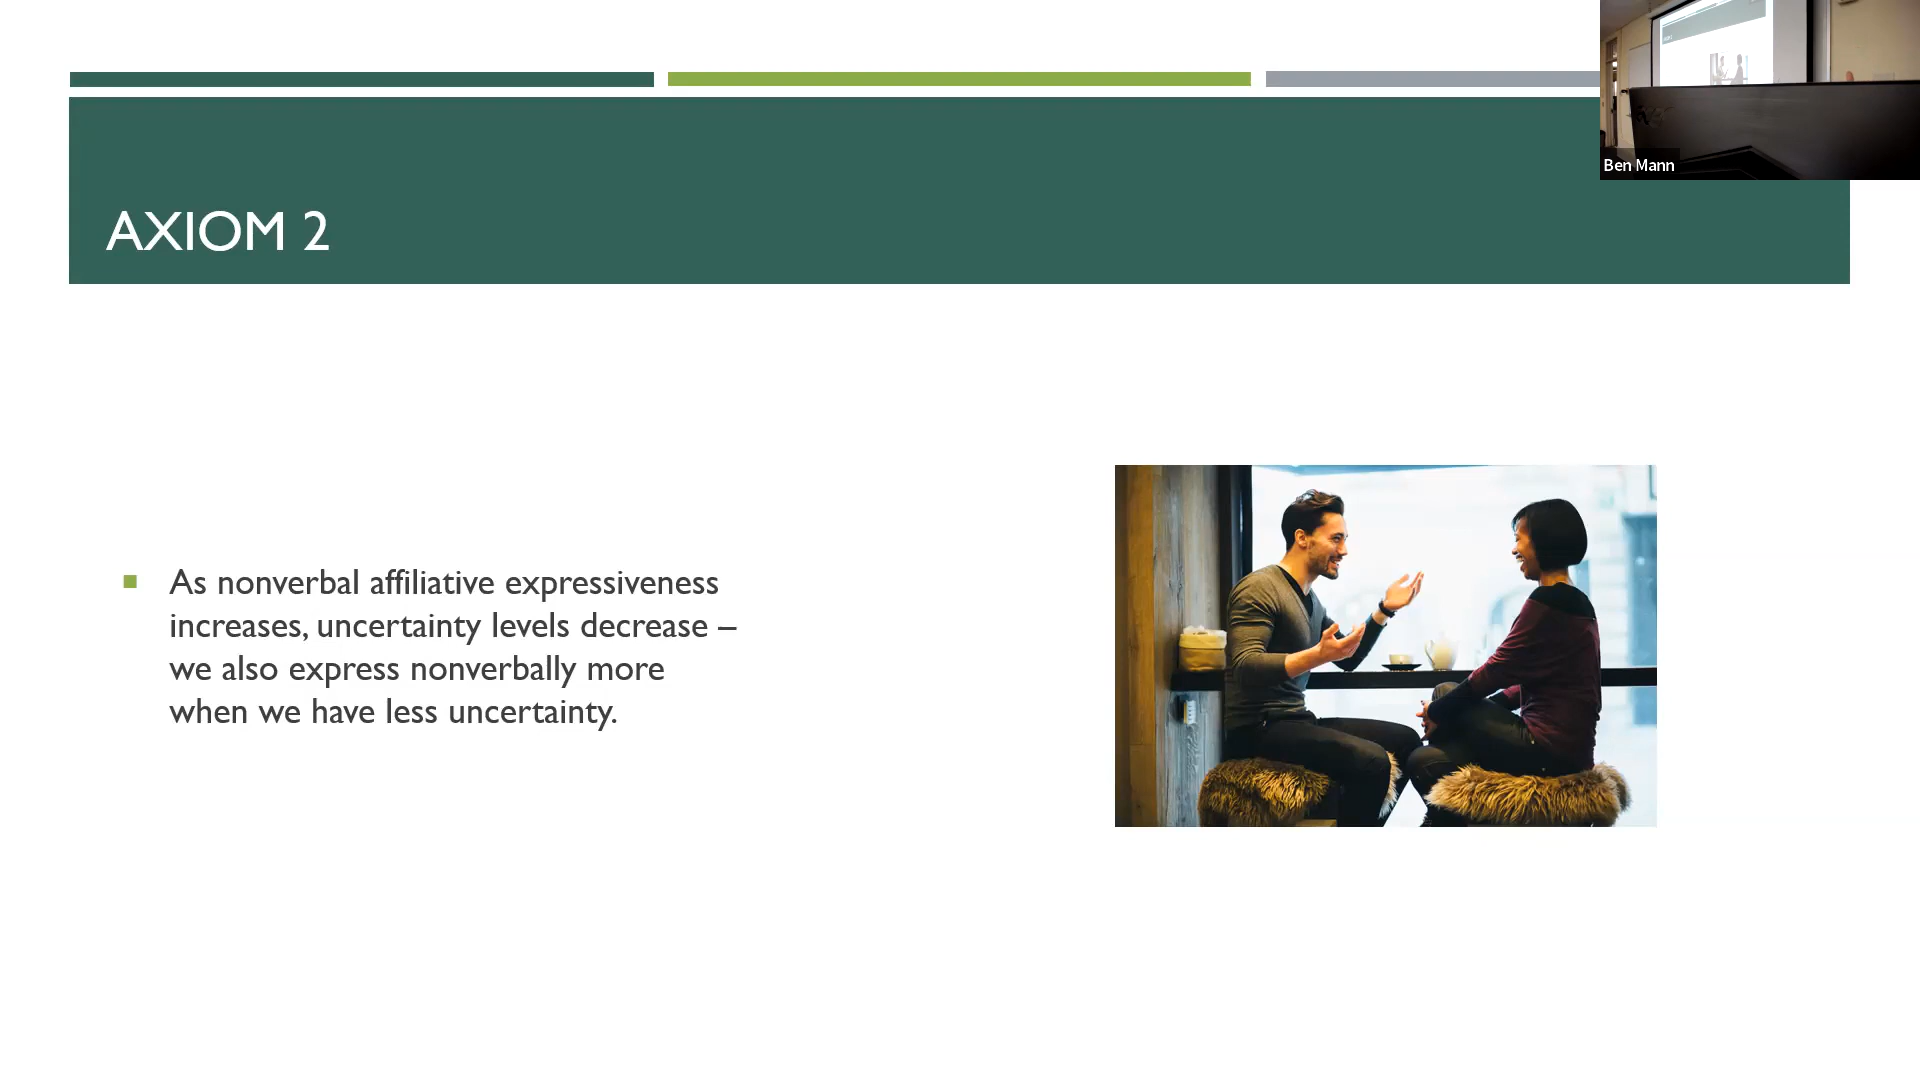 Ben Mann
AXIOM 2
As nonverbal affiliative expressiveness
increases, uncertainty levels decrease –
we also express nonverbally more
when we have less uncertainty.